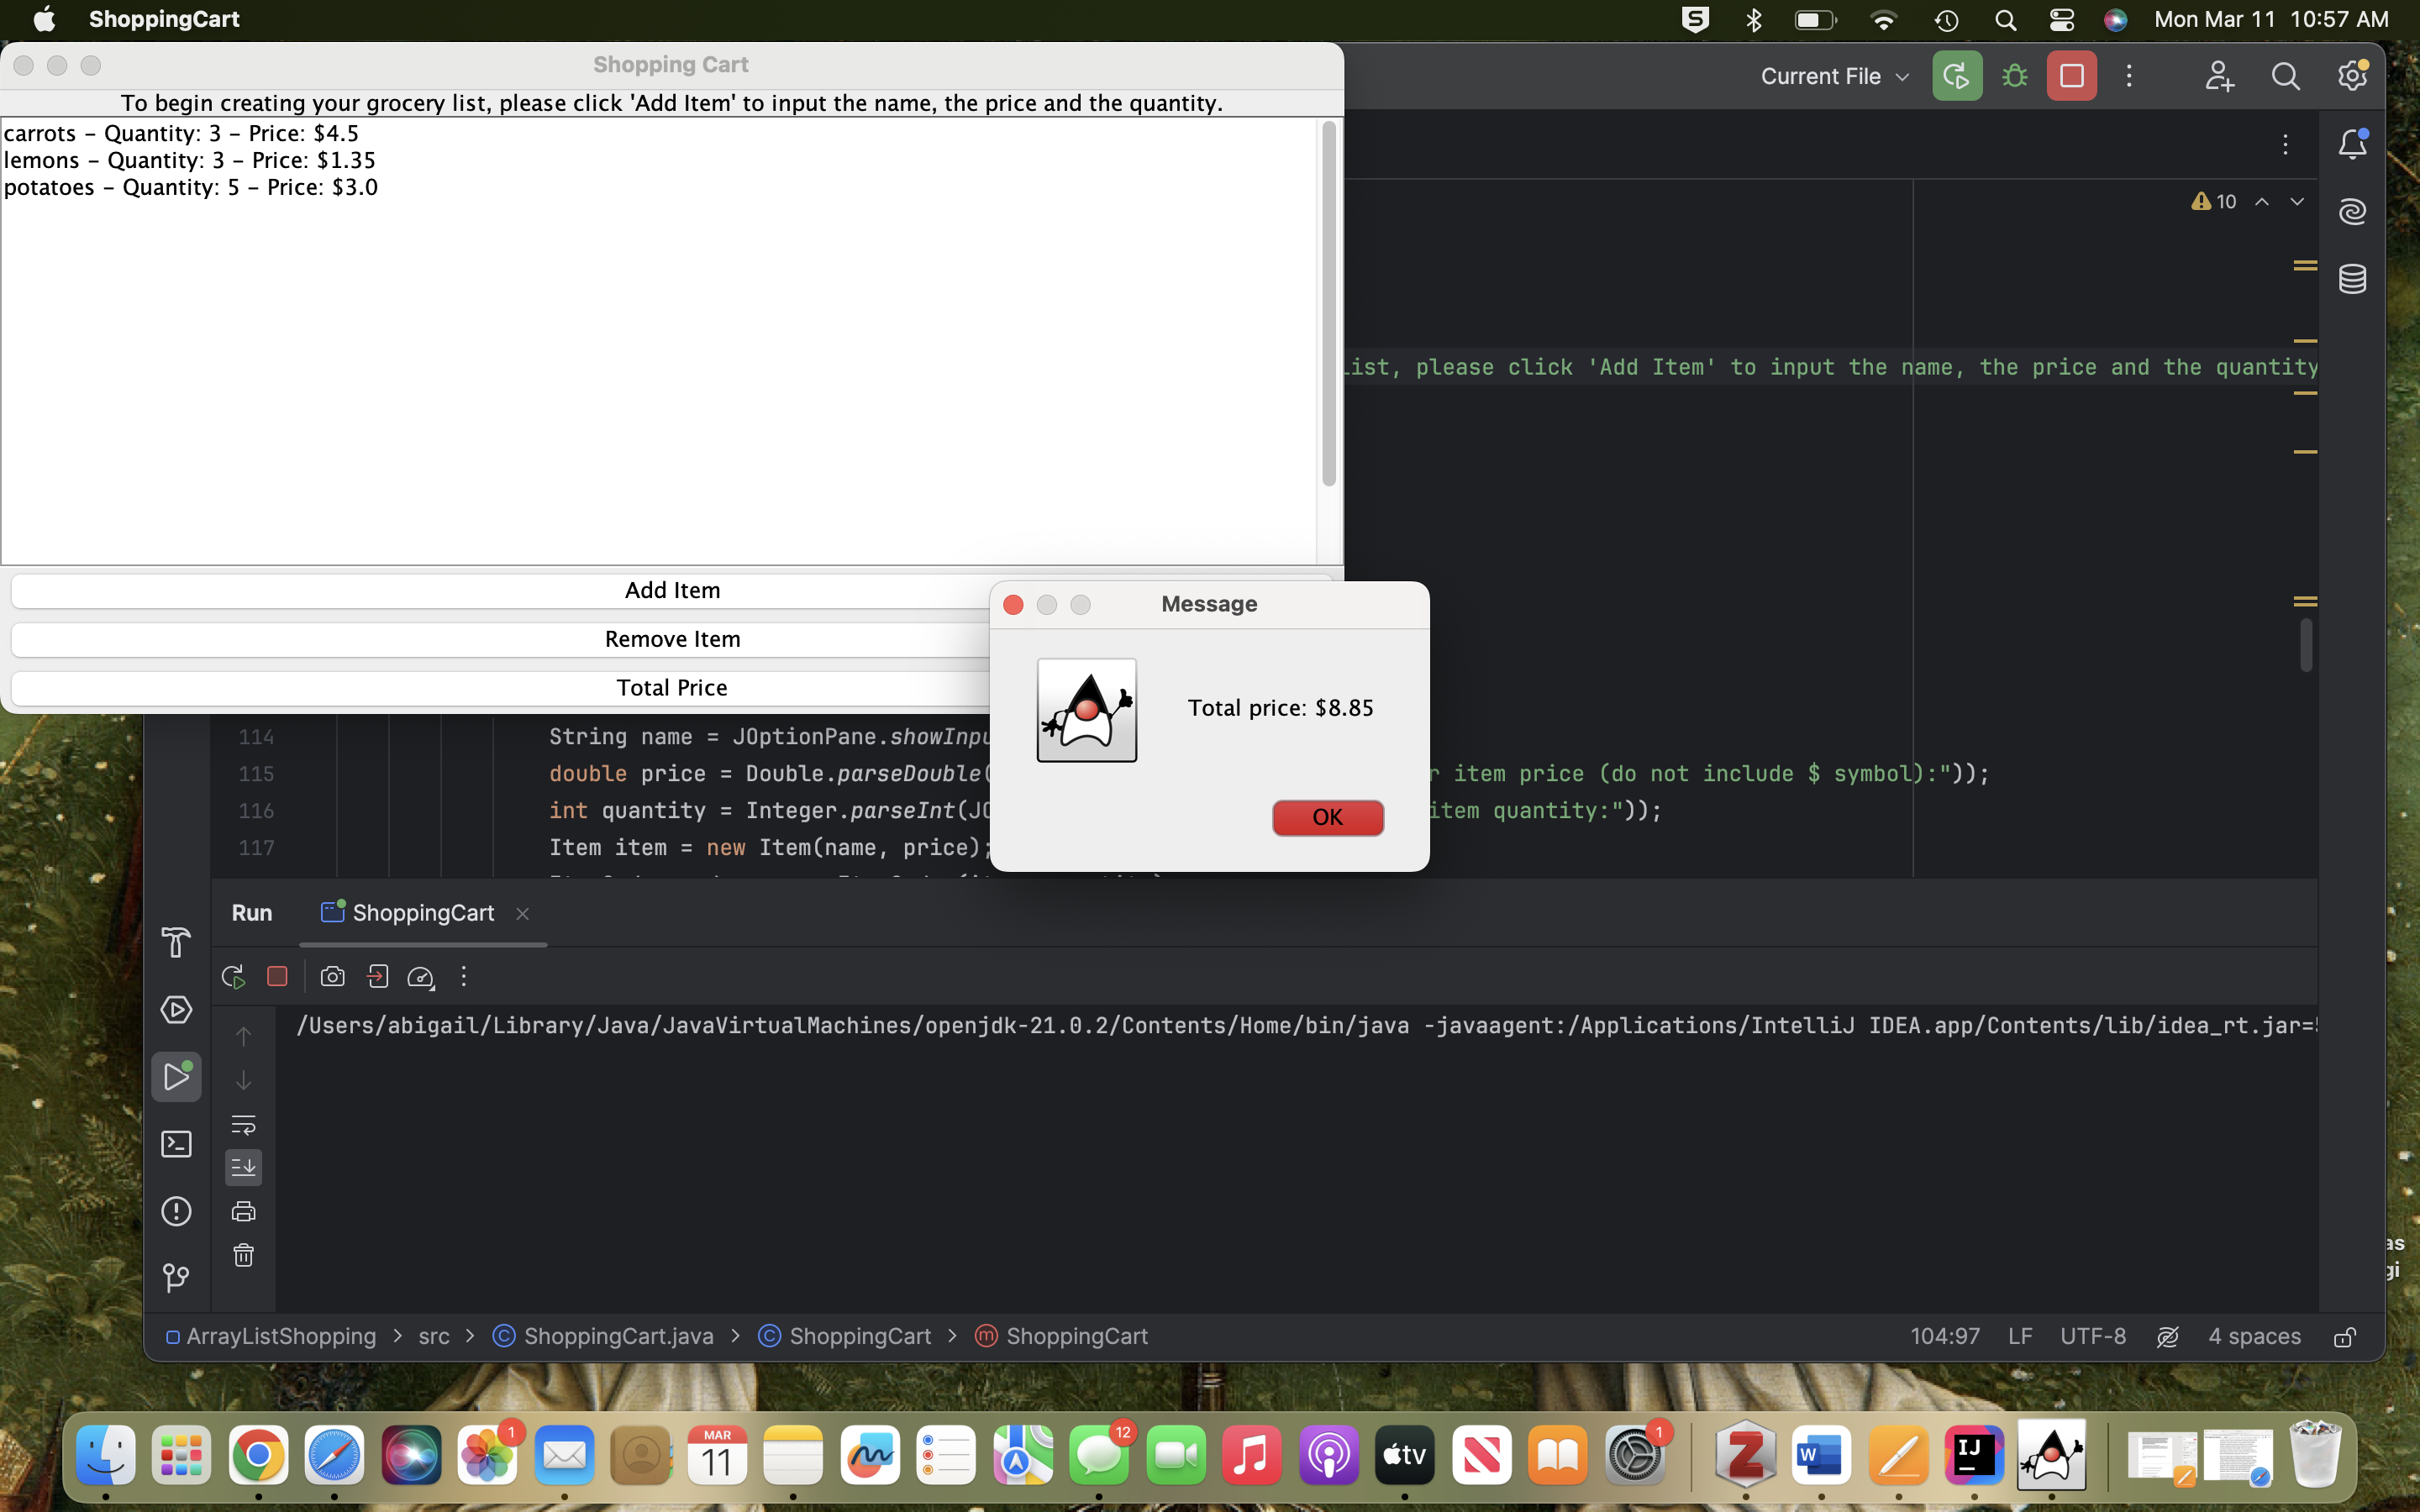 ShoppingCart
Mon Mar 11 10:57 AM
Shopping Cart
To begin creating your grocery list, please click 'Add Item' to input the name, the price and the quantity.
carrots – Quantity: 3 – Price: $4.5
lemons – Quantity: 3 – Price: $1.35
potatoes – Quantity: 5 – Price: $3.0
Add Item
Remove Item
Total Price
Current File
10
list, please click 'Add Item' to input the name, the price and the quantity
Message
Total price: $8.85
OK
114 String name = JOptionPane.showInpu
115 double price = Double.parseDouble( r item price (do not include $ symbol):"));
116 int quantity = Integer.parseInt(JO item quantity:"));
117 Item item = new Item(name, price);
Run ShoppingCart
/Users/abigail/Library/Java/JavaVirtualMachines/openjdk-21.0.2/Contents/Home/bin/java -javaagent:/Applications/IntelliJ IDEA.app/Contents/lib/idea_rt.jar=5
as
gi
ArrayListShopping > src > ShoppingCart.java > ShoppingCart > ShoppingCart
104:97 LF UTF-8 4 spaces
1
MAR
11
12
tv
1
Z
W
IJ